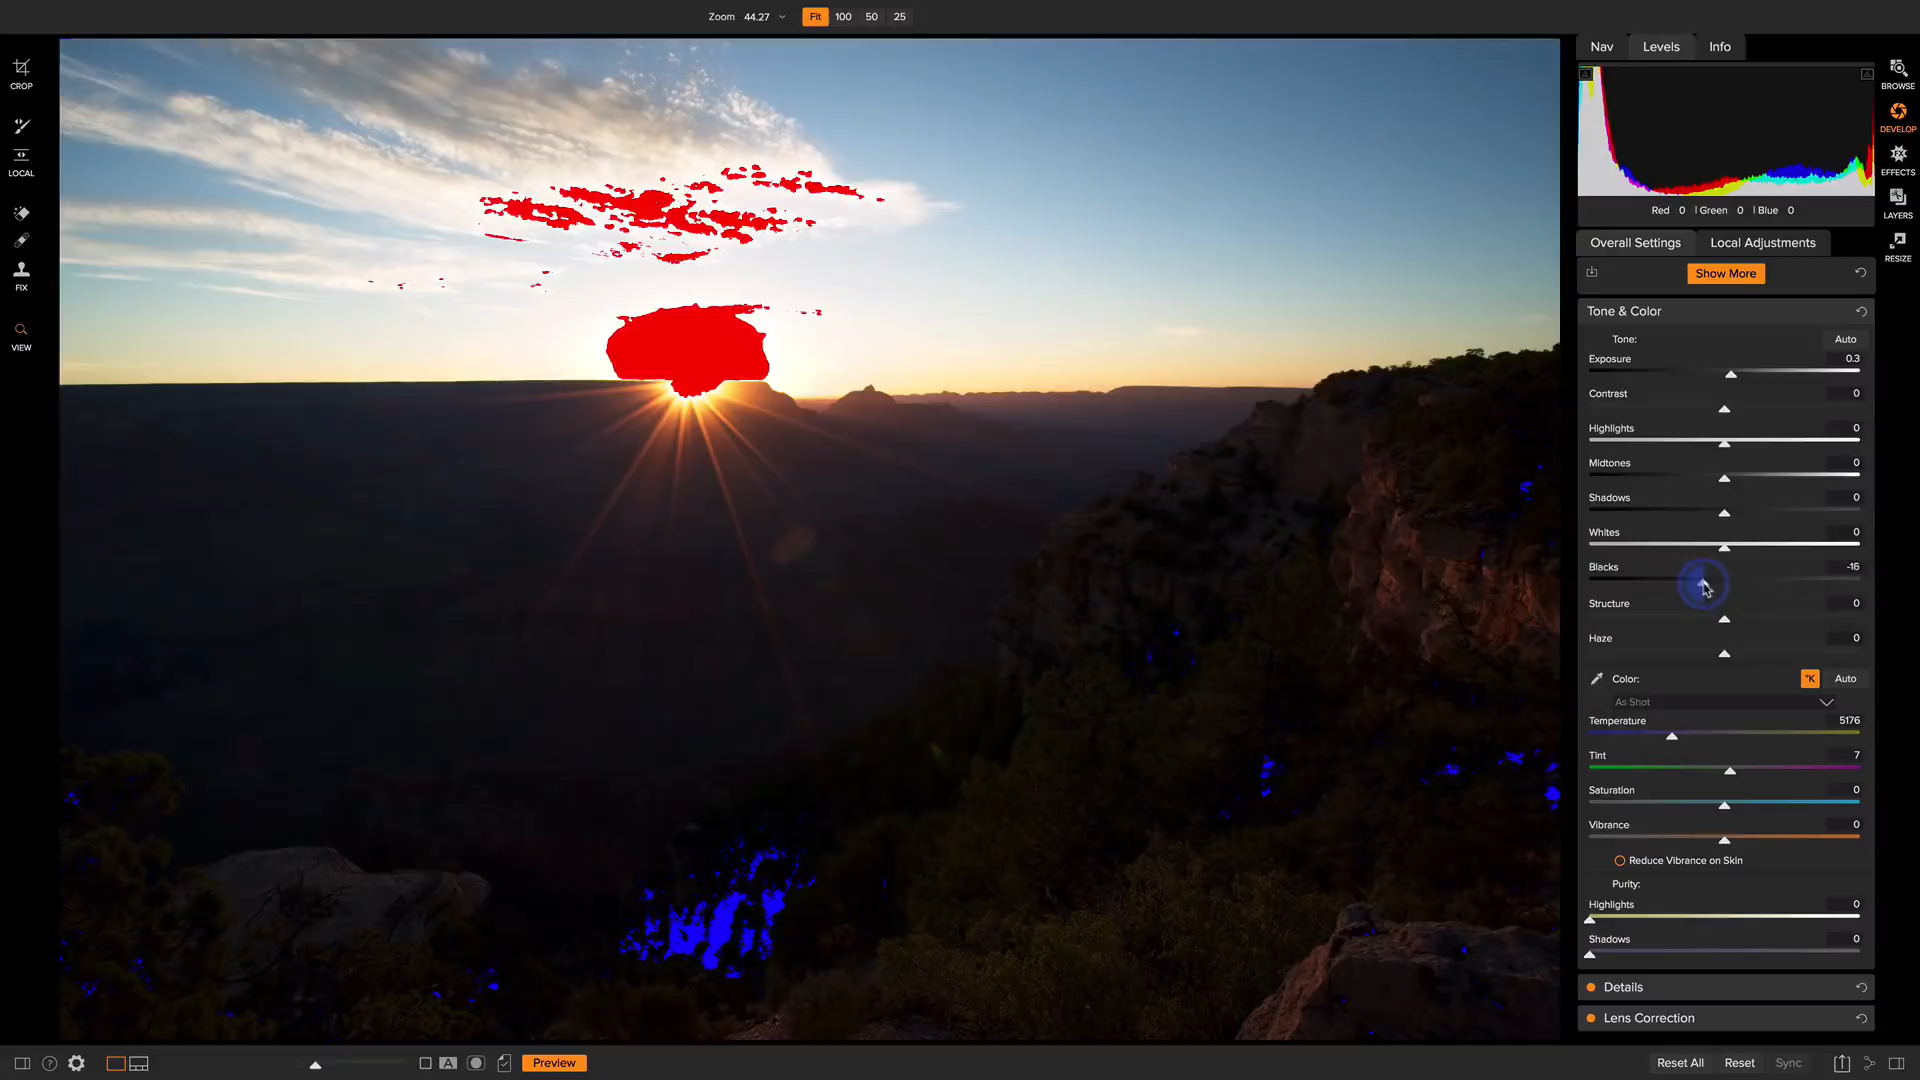 Zoom 44.27 Fit 100 50 25
CROP
LOCAL
FIX
VIEW
Nav Levels Info
Red 0 | Green 0 | Blue 0
Overall Settings Local Adjustments
Show More
Tone & Color
Tone: Auto
Exposure 0.3
Contrast 0
Highlights 0
Midtones 0
Shadows 0
Whites 0
Blacks -16
Structure 0
Haze 0
Color: °K Auto
As Shot
Temperature 5176
Tint 7
Saturation 0
Vibrance 0
Reduce Vibrance on Skin
Purity:
Highlights 0
Shadows 0
Details
Lens Correction
BROWSE
DEVELOP
FX
EFFECTS
LAYERS
RESIZE
? A Preview
Reset All Reset Sync